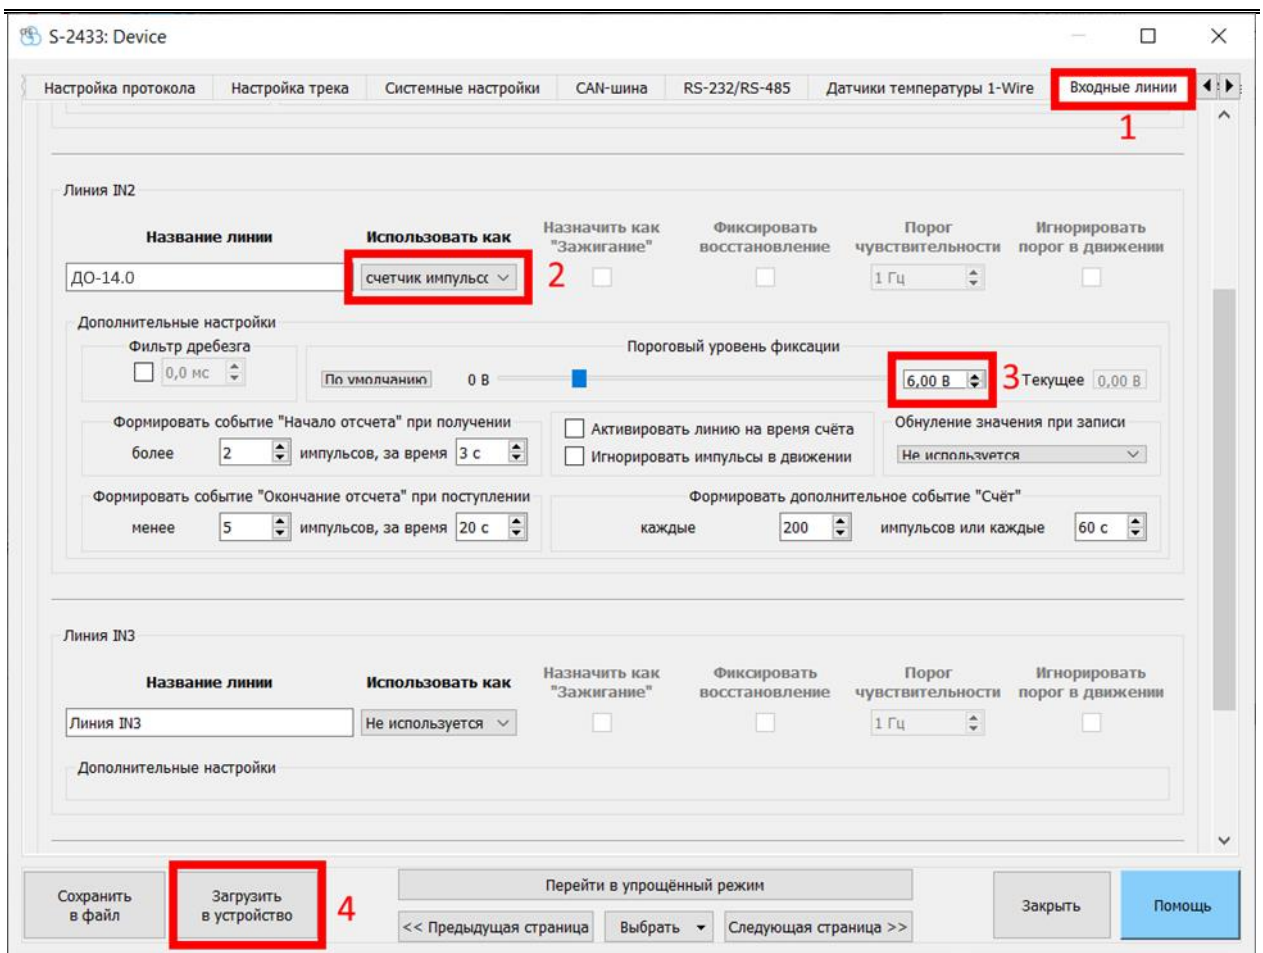 S-2433: Device
Настройка протокола Настройка трека Системные настройки CAN-шина RS-232/RS-485 Датчики температуры 1-Wire Входные линии
1
Линия IN2
Название линии Использовать как Назначить как "Зажигание" Фиксировать восстановление Порог чувствительности Игнорировать порог в движении
ДО-14.0 счетчик импульсс 2 1 Гц
Дополнительные настройки
Фильтр дребезга Пороговый уровень фиксации
0,0 мс По умолчанию 0 В 6,00 В 3 Текущее 0,00 В
Формировать событие "Начало отсчета" при получении Активировать линию на время счёта Обнуление значения при записи
более 2 импульсов, за время 3 с Игнорировать импульсы в движении Не используется
Формировать событие "Окончание отсчета" при поступлении Формировать дополнительное событие "Счёт"
менее 5 импульсов, за время 20 с каждые 200 импульсов или каждые 60 с
Линия IN3
Название линии Использовать как Назначить как "Зажигание" Фиксировать восстановление Порог чувствительности Игнорировать порог в движении
Линия IN3 Не используется 1 Гц
Дополнительные настройки
Сохранить в файл Загрузить в устройство 4 Перейти в упрощённый режим Закрыть Помощь
<< Предыдущая страница Выбрать Следующая страница >>